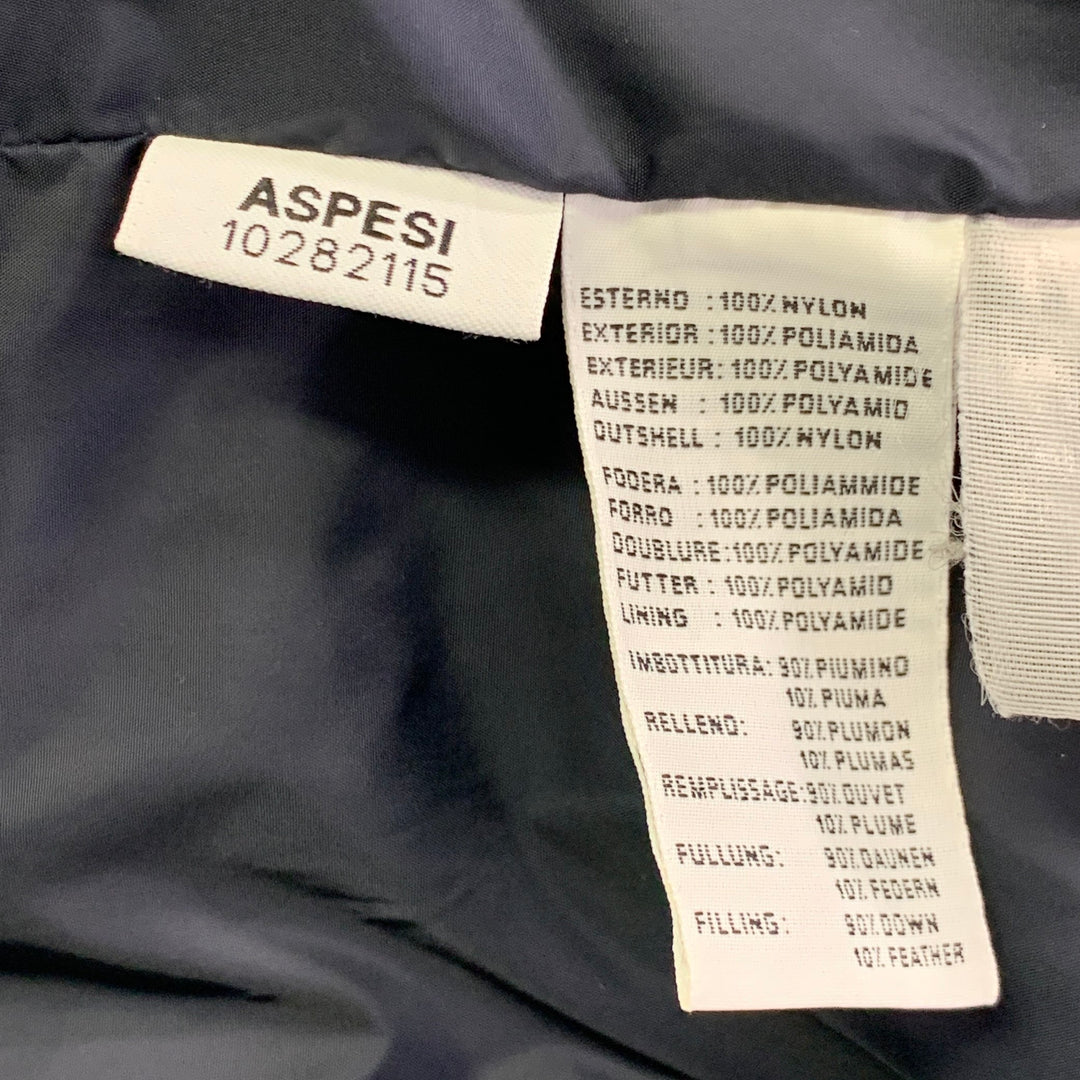 ASPESI
10282115
ESTERNO : 100% NYLON
EXTERIOR : 100% POLIAMIDA
EXTERIEUR: 100% POLYAMIDE
AUSSEN : 100% POLYAMID
OUTSHELL : 100% NYLON
FODERA : 100% POLIAMMIDE
FORRO : 100% POLIAMIDA
DOUBLURE: 100% POLYAMIDE
FUTTER : 100% POLYAMID
LINING : 100% POLYAMIDE
IMBOTTITURA: 90% PIUMINO
10% PIUMA
RELLENO: 90% PLUMON
10% PLUMAS
REMPLISSAGE: 90% DUVET
10% PLUME
FULLUNG: 90% DAUNEN
10% FEDERN
FILLING: 90% DOWN
10% FEATHER